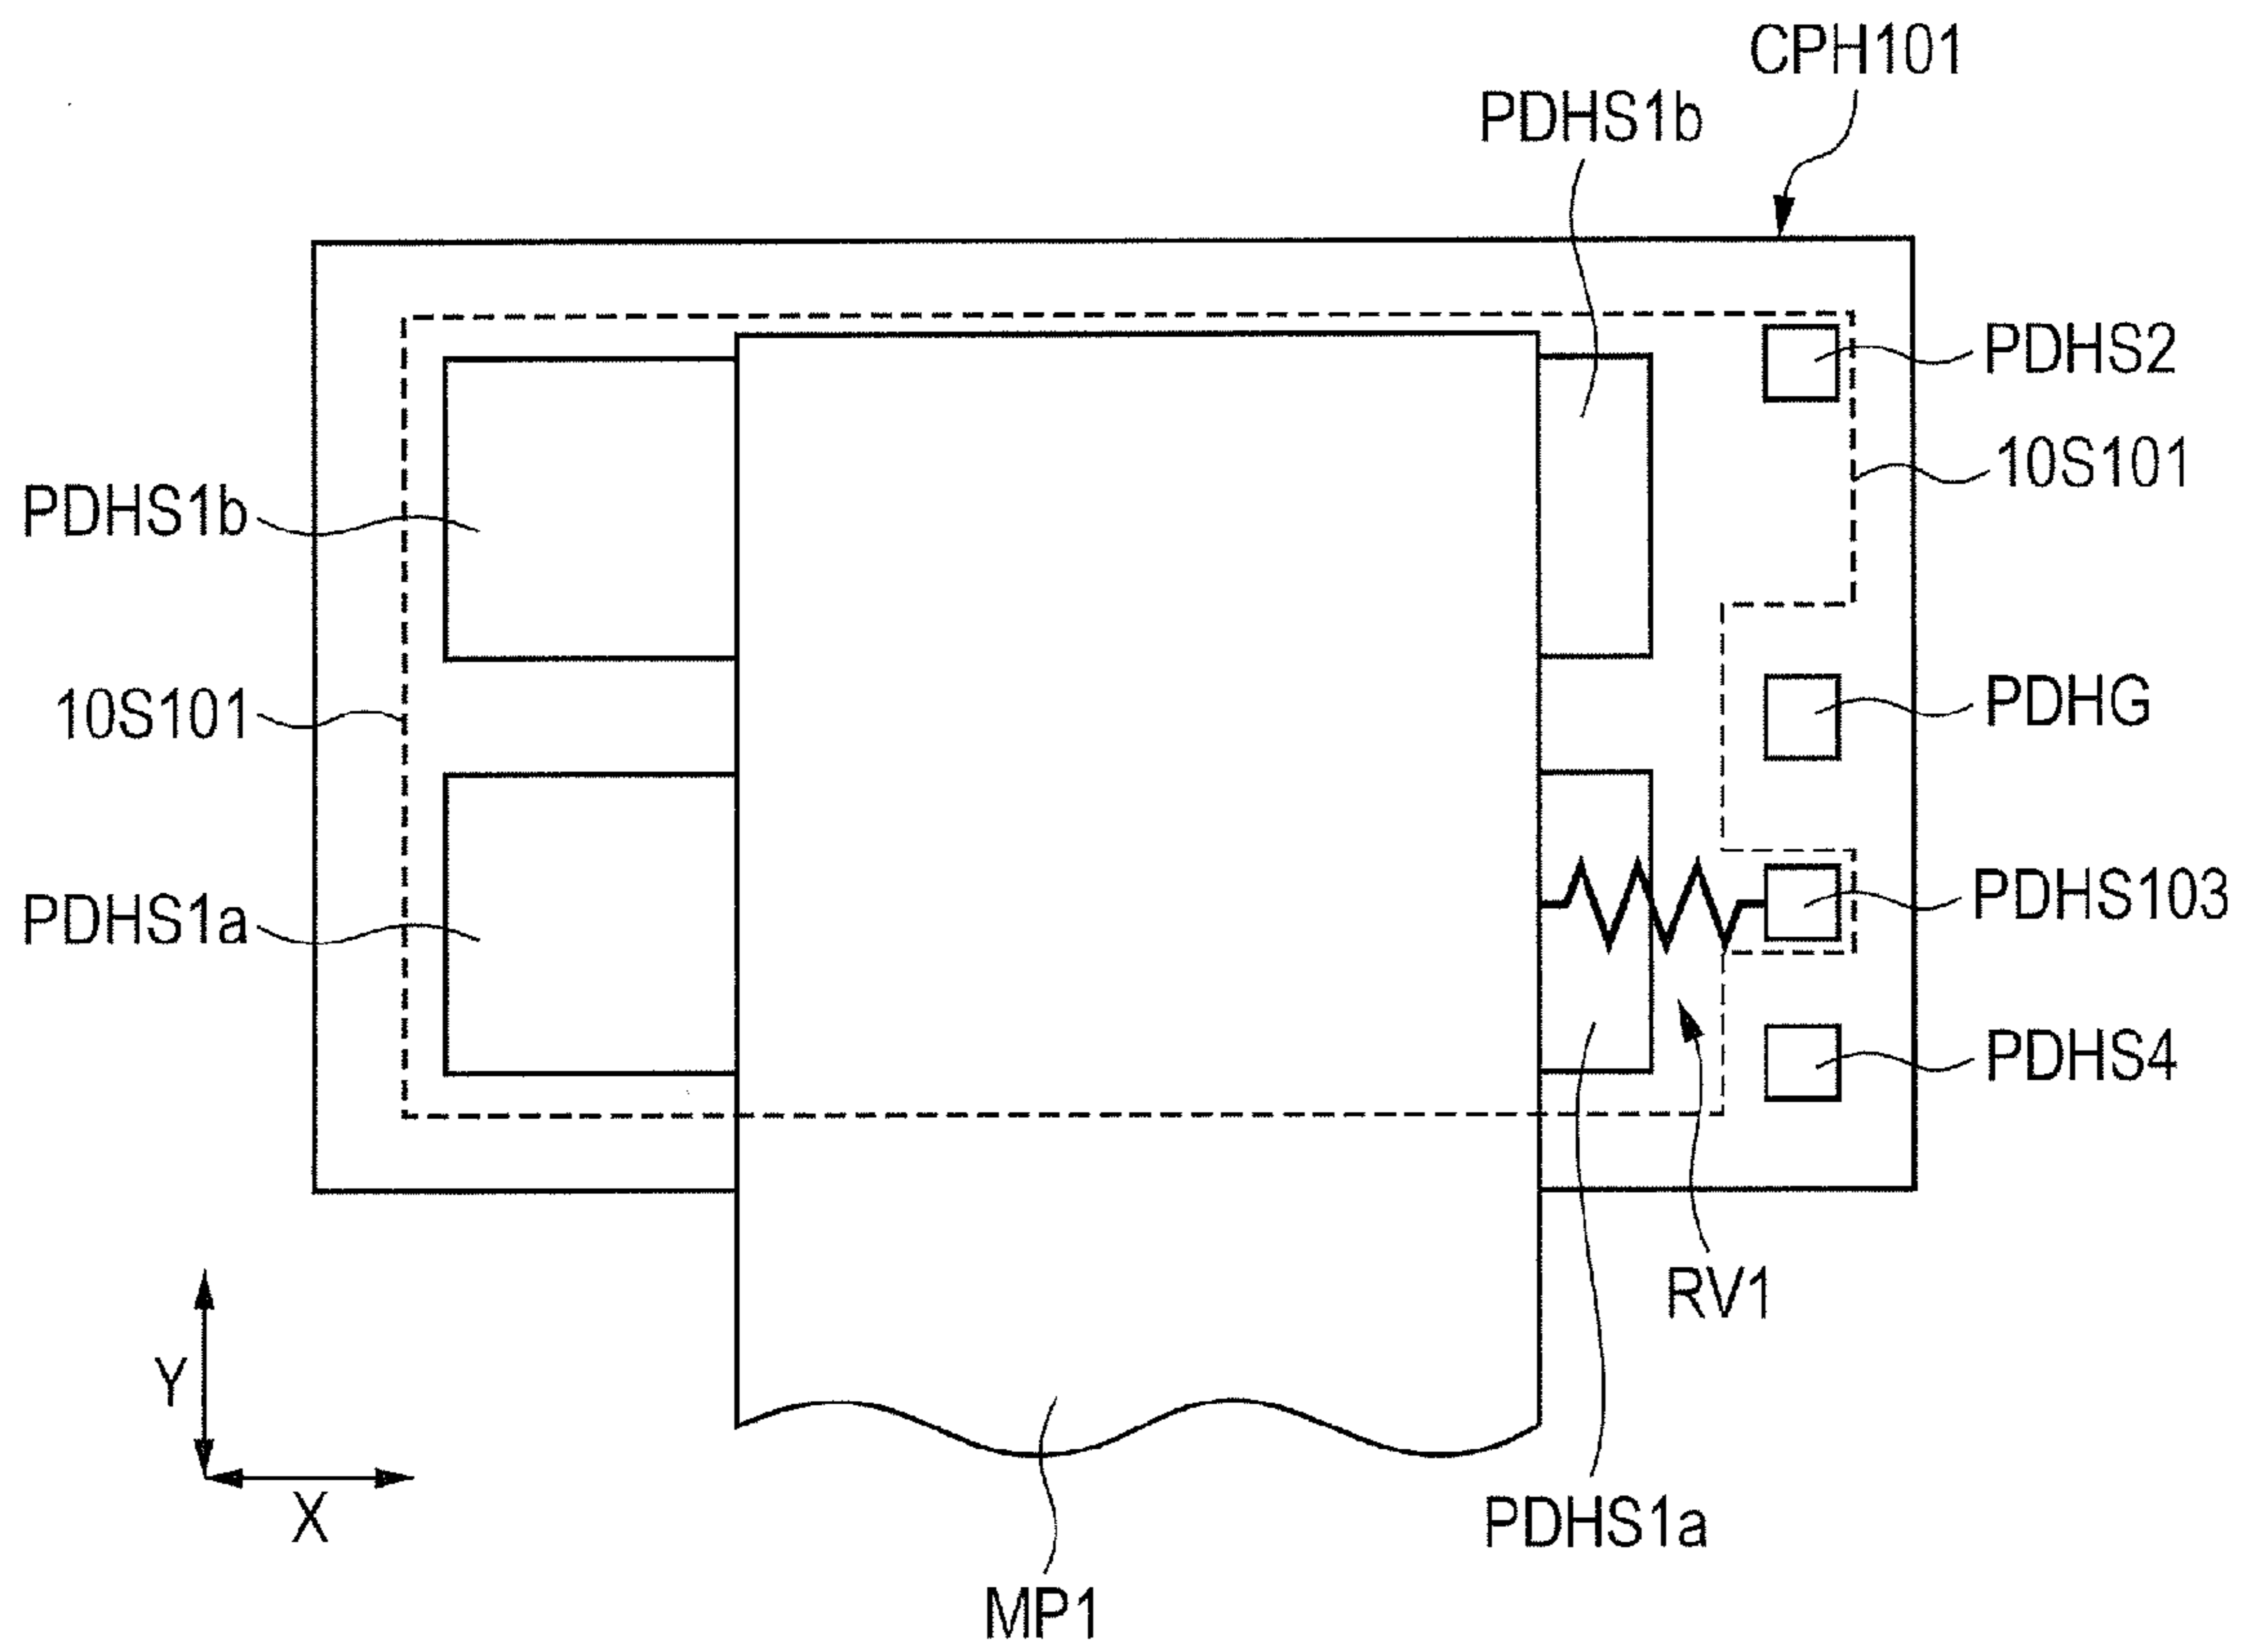 CPH101
PDHS1b
PDHS2
10S101
PDHS1b
PDHG
10S101
PDHS103
PDHS1a
PDHS4
RV1
Y
X
PDHS1a
MP1